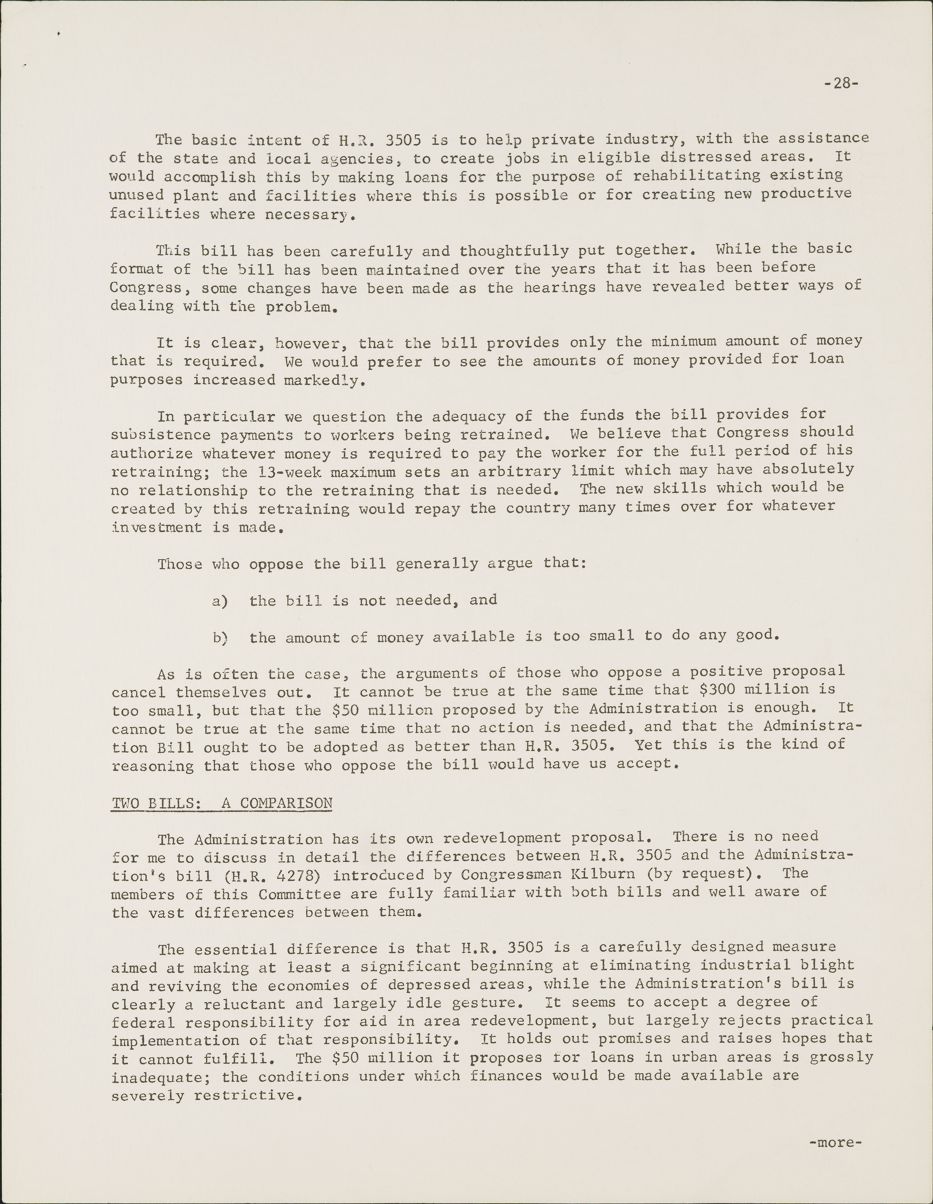 -28-
The basic intent of H.R. 3505 is to help private industry, with the assistance
of the state and local agencies, to create jobs in eligible distressed areas. It
would accomplish this by making loans for the purpose of rehabilitating existing
unused plant and facilities where this is possible or for creating new productive
facilities where necessary.
This bill has been carefully and thoughtfully put together. While the basic
format of the bill has been maintained over the years that it has been before
Congress, some changes have been made as the hearings have revealed better ways of
dealing with the problem.
It is clear, however, that the bill provides only the minimum amount of money
that is required. We would prefer to see the amounts of money provided for loan
purposes increased markedly.
In particular we question the adequacy of the funds the bill provides for
subsistence payments to workers being retrained. We believe that Congress should
authorize whatever money is required to pay the worker for the full period of his
retraining; the 13-week maximum sets an arbitrary limit which may have absolutely
no relationship to the retraining that is needed. The new skills which would be
created by this retraining would repay the country many times over for whatever
investment is made.
Those who oppose the bill generally argue that:
a) the bill is not needed, and
b) the amount of money available is too small to do any good.
As is often the case, the arguments of those who oppose a positive proposal
cancel themselves out. It cannot be true at the same time that $300 million is
too small, but that the $50 million proposed by the Administration is enough. It
cannot be true at the same time that no action is needed, and that the Administra-
tion Bill ought to be adopted as better than H.R. 3505. Yet this is the kind of
reasoning that those who oppose the bill would have us accept.
TWO BILLS: A COMPARISON
The Administration has its own redevelopment proposal. There is no need
for me to discuss in detail the differences between H.R. 3505 and the Administra-
tion's bill (H.R. 4278) introduced by Congressman Kilburn (by request). The
members of this Committee are fully familiar with both bills and well aware of
the vast differences between them.
The essential difference is that H.R. 3505 is a carefully designed measure
aimed at making at least a significant beginning at eliminating industrial blight
and reviving the economies of depressed areas, while the Administration's bill is
clearly a reluctant and largely idle gesture. It seems to accept a degree of
federal responsibility for aid in area redevelopment, but largely rejects practical
implementation of that responsibility. It holds out promises and raises hopes that
it cannot fulfill. The $50 million it proposes for loans in urban areas is grossly
inadequate; the conditions under which finances would be made available are
severely restrictive.
-more-